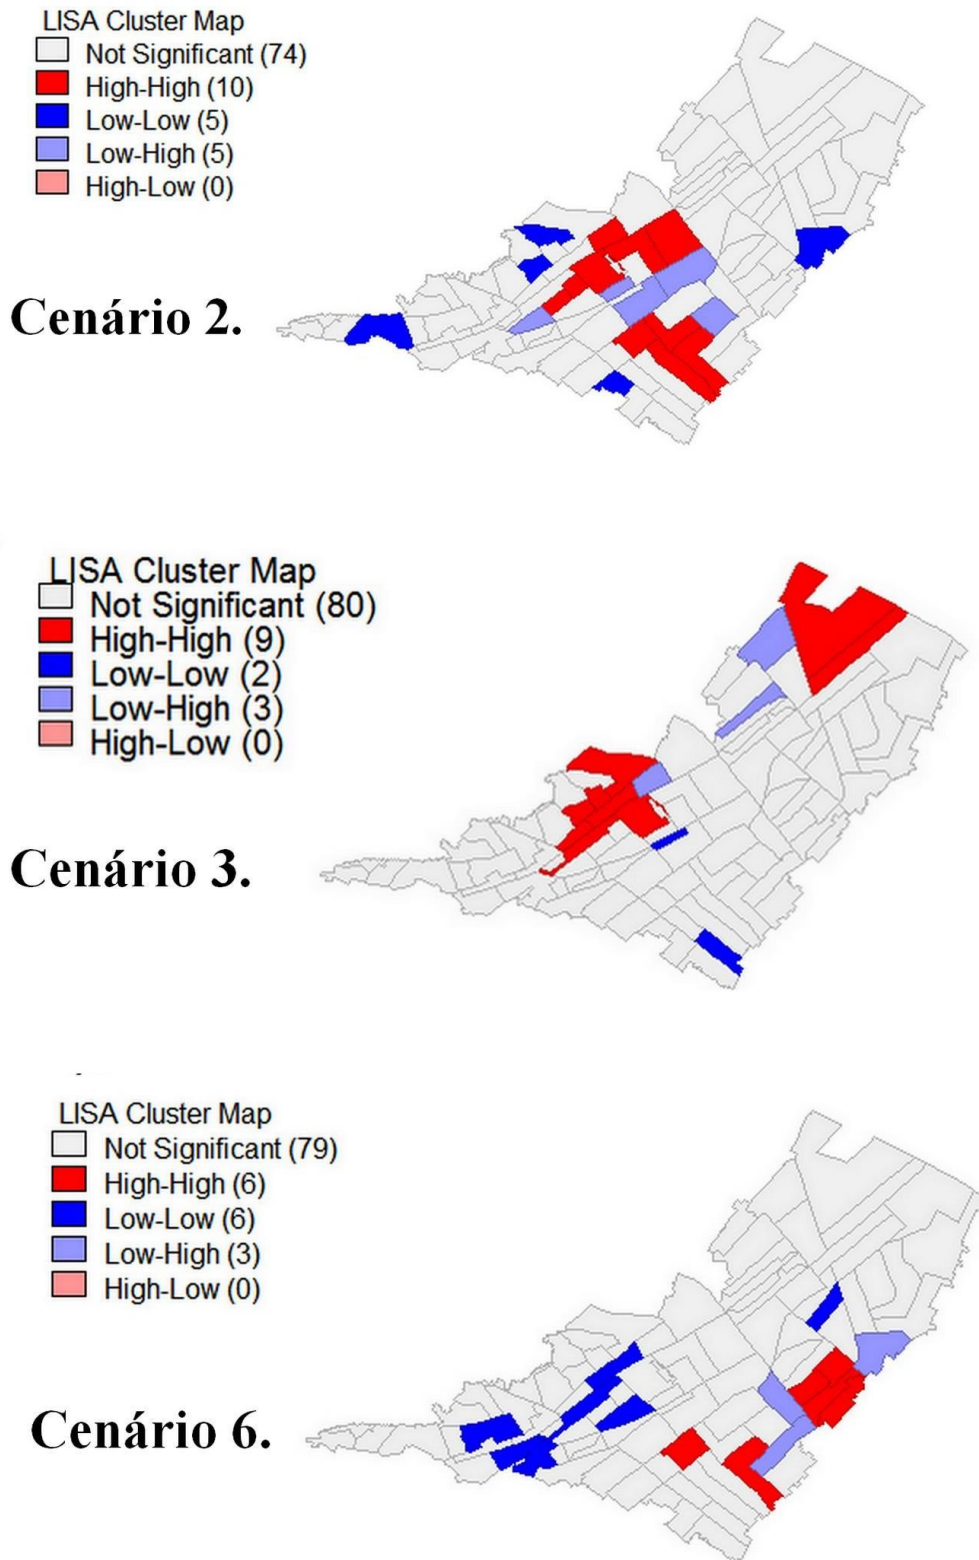 LISA Cluster Map
Not Significant (74)
High-High (10)
Low-Low (5)
Low-High (5)
High-Low (0)
Cenário 2.
LISA Cluster Map
Not Significant (80)
High-High (9)
Low-Low (2)
Low-High (3)
High-Low (0)
Cenário 3.
LISA Cluster Map
Not Significant (79)
High-High (6)
Low-Low (6)
Low-High (3)
High-Low (0)
Cenário 6.